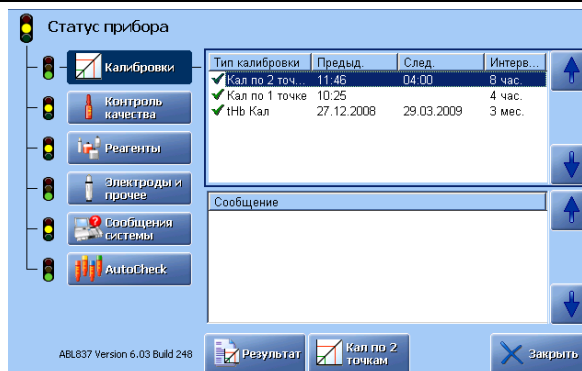 Статус прибора
Калибровки
Контроль
качества
Реагенты
Электроды и
прочее
Сообщения
системы
AutoCheck
Тип калибровки Предыд. След. Интерв...
Кал по 2 точ... 11:46 04:00 8 час.
Кал по 1 точке 10:25 4 час.
tHb Кал 27.12.2008 29.03.2009 3 мес.
Сообщение
ABL837 Version 6.03 Build 248
Результат
Кал по 2
точкам
Закрыть